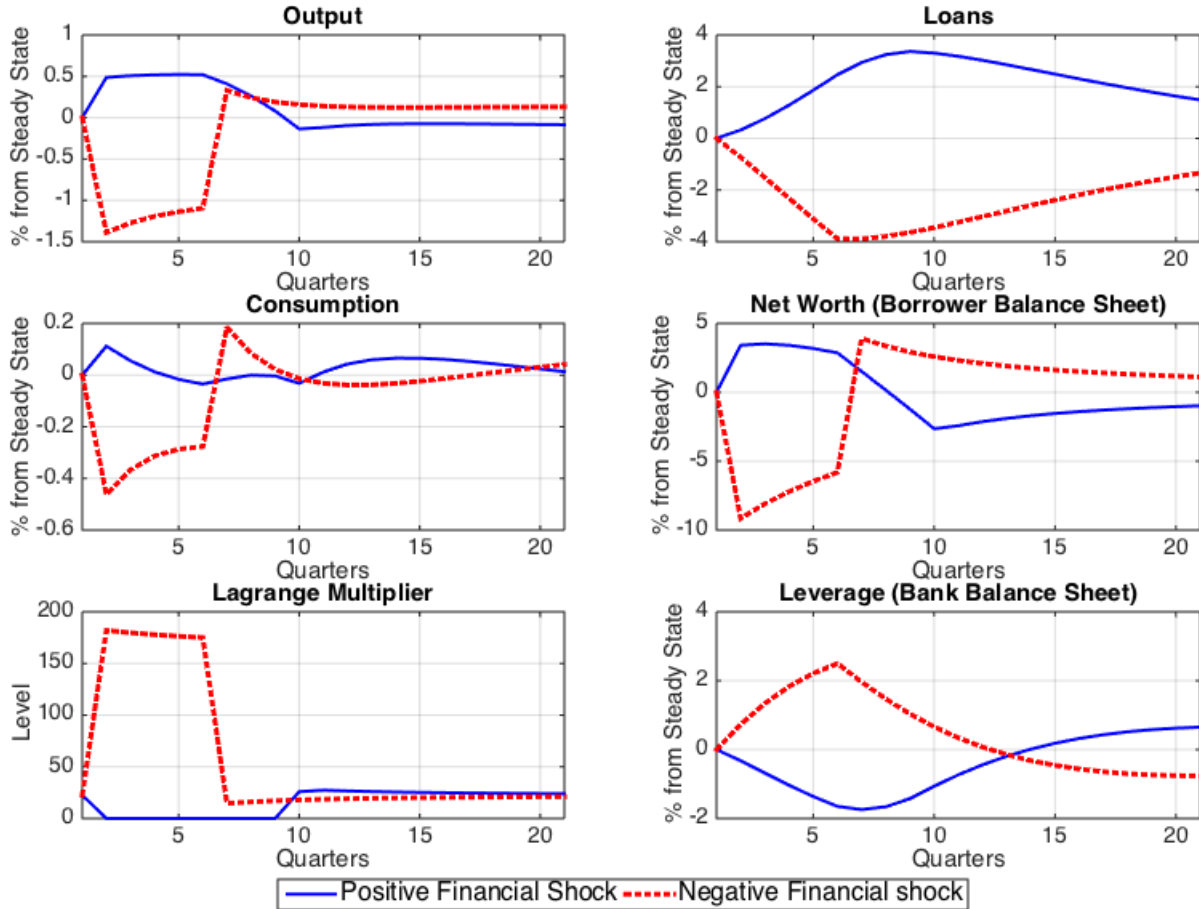 Output
% from Steady State
1
0.5
0
-0.5
-1
-1.5
5
10
15
20
Quarters
Loans
% from Steady State
4
2
0
-2
-4
5
10
15
20
Quarters
Consumption
% from Steady State
0.2
0
-0.2
-0.4
-0.6
5
10
15
20
Quarters
Net Worth (Borrower Balance Sheet)
% from Steady State
5
0
-5
-10
5
10
15
20
Quarters
Lagrange Multiplier
Level
200
150
100
50
0
5
10
15
20
Quarters
Leverage (Bank Balance Sheet)
% from Steady State
4
2
0
-2
5
10
15
20
Quarters
Positive Financial Shock
Negative Financial shock